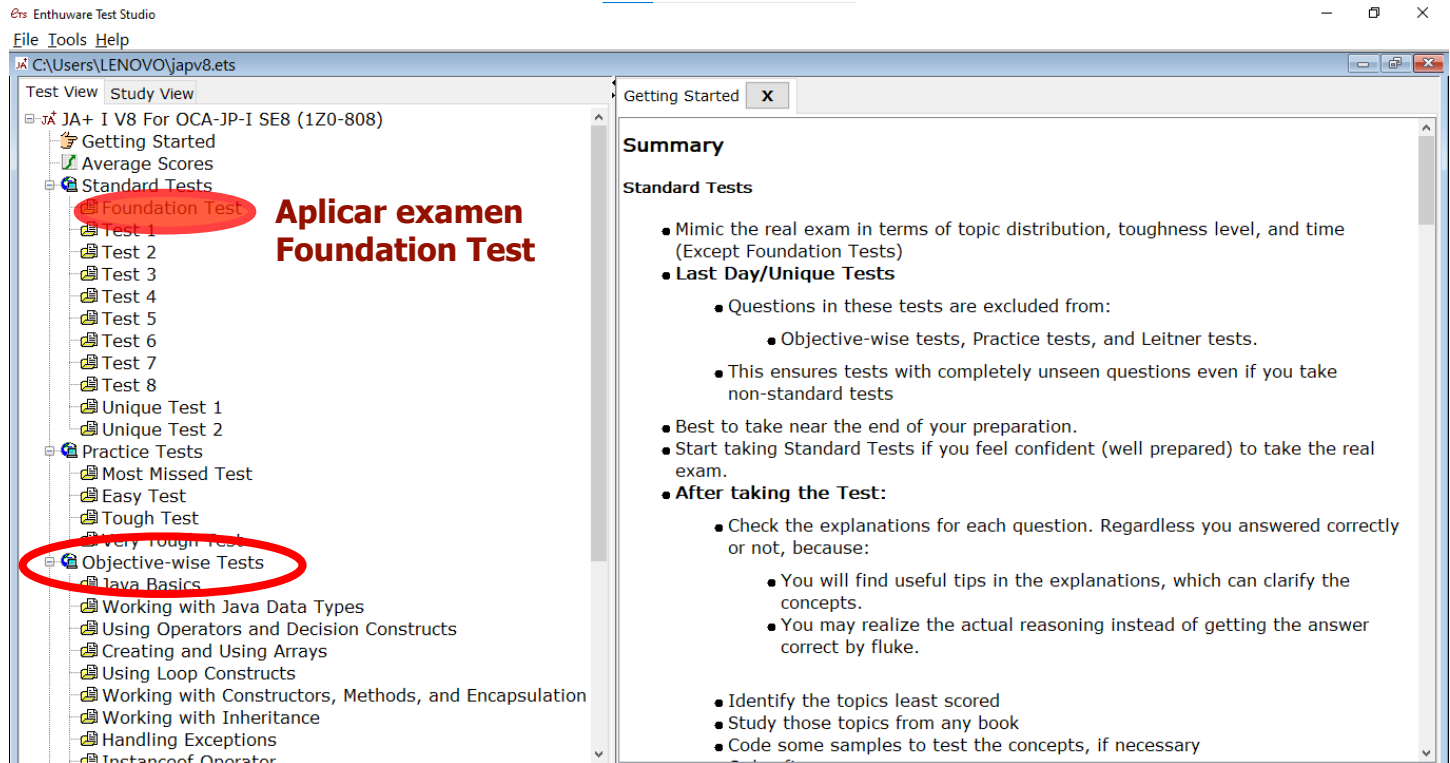 eTs Enthuware Test Studio
File Tools Help
C:\Users\LENOVO\japv8.ets
Test View Study View
JA+ I V8 For OCA-JP-I SE8 (1Z0-808)
Getting Started
Average Scores
Standard Tests
Foundation Test
Test 1
Test 2
Test 3
Test 4
Test 5
Test 6
Test 7
Test 8
Unique Test 1
Unique Test 2
Practice Tests
Most Missed Test
Easy Test
Tough Test
Very Tough Test
Objective-wise Tests
Java Basics
Working with Java Data Types
Using Operators and Decision Constructs
Creating and Using Arrays
Using Loop Constructs
Working with Constructors, Methods, and Encapsulation
Working with Inheritance
Handling Exceptions
Instanceof Operator
Aplicar examen
Foundation Test
Getting Started X
Summary
Standard Tests
Mimic the real exam in terms of topic distribution, toughness level, and time
(Except Foundation Tests)
Last Day/Unique Tests
Questions in these tests are excluded from:
Objective-wise tests, Practice tests, and Leitner tests.
This ensures tests with completely unseen questions even if you take
non-standard tests
Best to take near the end of your preparation.
Start taking Standard Tests if you feel confident (well prepared) to take the real
exam.
After taking the Test:
Check the explanations for each question. Regardless you answered correctly
or not, because:
You will find useful tips in the explanations, which can clarify the
concepts.
You may realize the actual reasoning instead of getting the answer
correct by fluke.
Identify the topics least scored
Study those topics from any book
Code some samples to test the concepts, if necessary